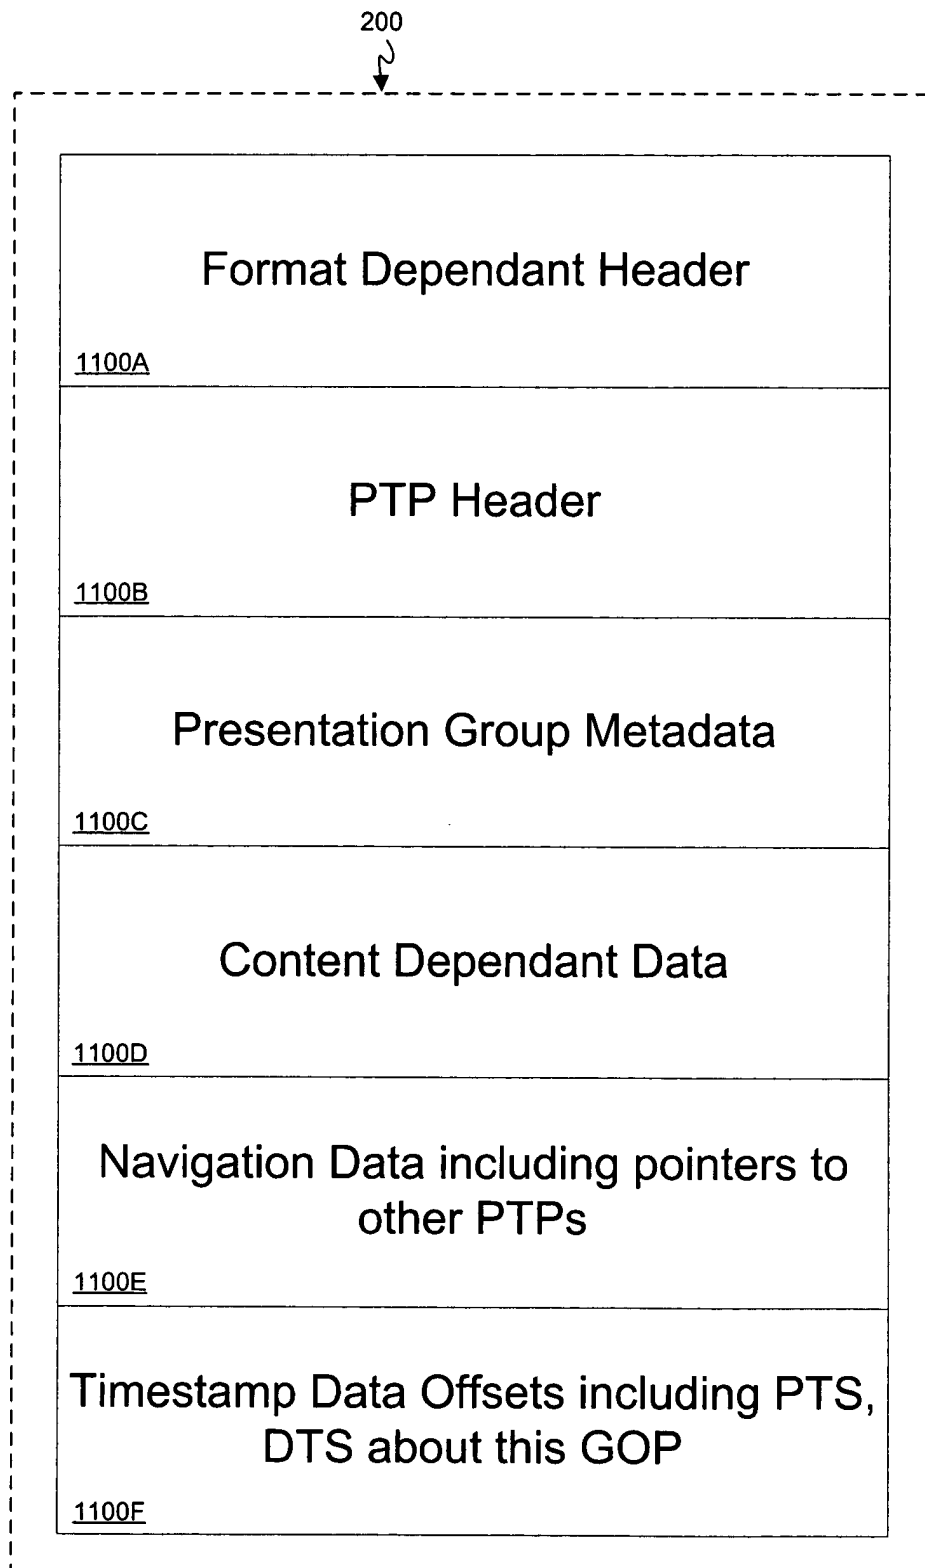 200
Format Dependant Header
1100A
PTP Header
1100B
Presentation Group Metadata
1100C
Content Dependant Data
1100D
Navigation Data including pointers to
other PTPs
1100E
Timestamp Data Offsets including PTS,
DTS about this GOP
1100F